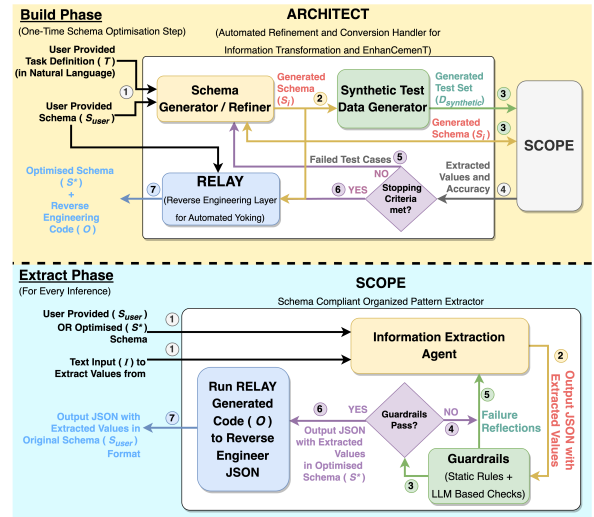 Build Phase
(One-Time Schema Optimisation Step)
ARCHITECT
(Automated Refinement and Conversion Handler for
Information Transformation and EnhanCemenT)
User Provided
Task Definition ( T )
(in Natural Language)
1
User Provided
Schema ( Suser )
Schema
Generator / Refiner
Generated
Schema
(Si )
2
Synthetic Test
Data Generator
Generated
Test Set
(Dsynthetic)
3
Generated
Schema (Si )
3
SCOPE
Failed Test Cases
5
NO
Extracted
Values and
Accuracy
4
Stopping
Criteria
met?
6
YES
RELAY
(Reverse Engineering Layer
for Automated Yoking)
7
Optimised Schema
(S*)
+
Reverse
Engineering
Code ( O )
Extract Phase
(For Every Inference)
SCOPE
Schema Compliant Organized Pattern Extractor
User Provided ( Suser )
OR Optimised ( S* )
Schema
1
Text Input ( I ) to
Extract Values from
1
Information Extraction
Agent
2
Output JSON with
Extracted Values
5
Failure
Reflections
Guardrails
Pass?
NO
4
YES
6
Output JSON
with Extracted
Values
in Optimised
Schema ( S*)
3
Guardrails
(Static Rules +
LLM Based Checks)
Run RELAY
Generated
Code ( O )
to Reverse
Engineer
JSON
7
Output JSON with
Extracted Values in
Original Schema ( Suser )
Format